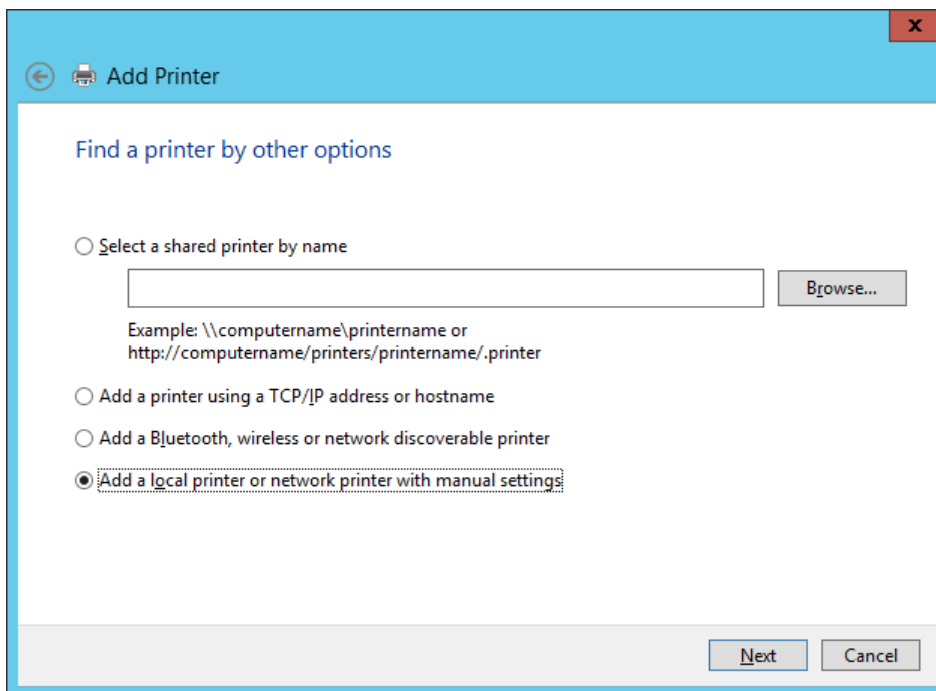 x
Add Printer
Find a printer by other options
Select a shared printer by name
Browse...
Example: \\computername\printername or
http://computername/printers/printername/.printer
Add a printer using a TCP/IP address or hostname
Add a Bluetooth, wireless or network discoverable printer
Add a local printer or network printer with manual settings
Next
Cancel